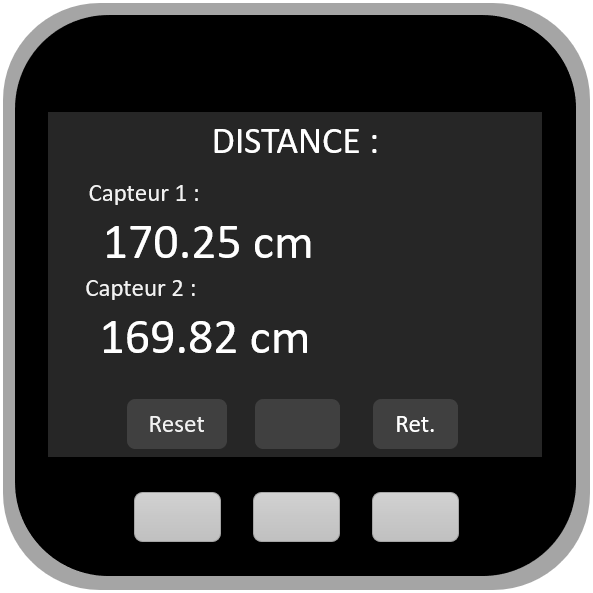 DISTANCE :
Capteur 1 :
170.25 cm
Capteur 2 :
169.82 cm
Reset
Ret.